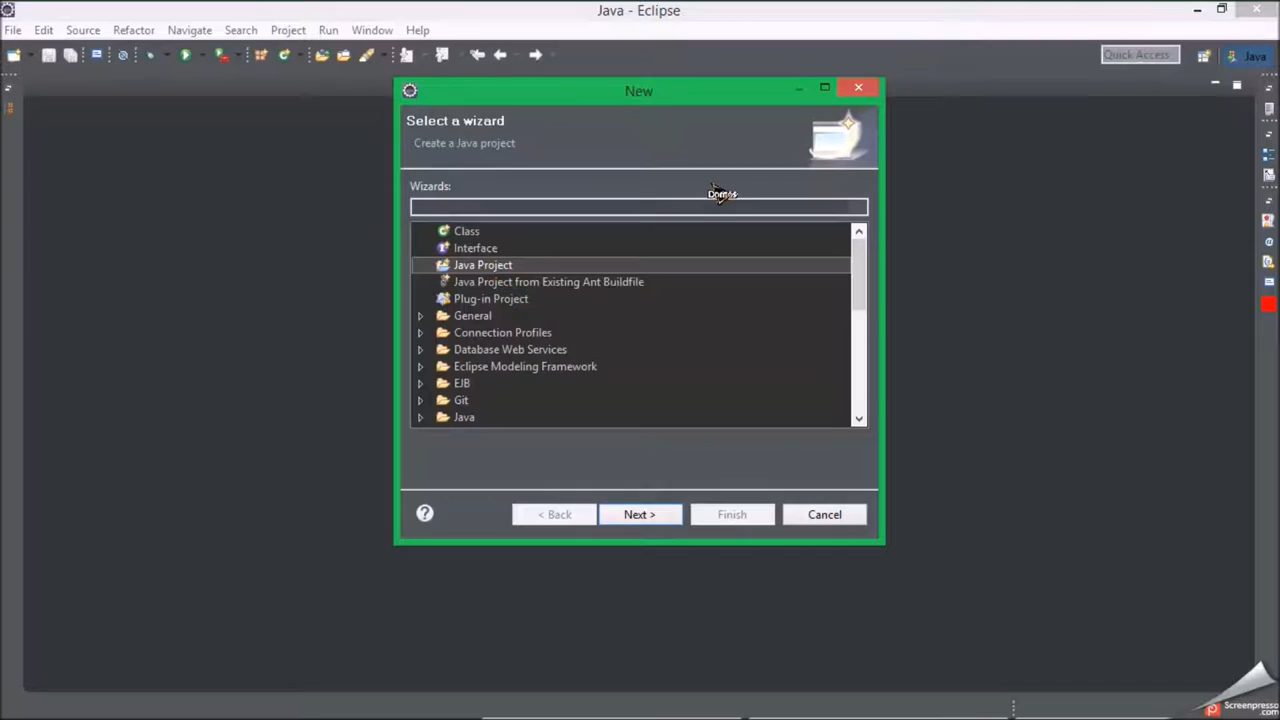 Java - Eclipse
File Edit Source Refactor Navigate Search Project Run Window Help
Quick Access
Java
New
Select a wizard
Create a Java project
Wizards:
Class
Interface
Java Project
Java Project from Existing Ant Buildfile
Plug-in Project
General
Connection Profiles
Database Web Services
Eclipse Modeling Framework
EJB
Git
Java
< Back Next > Finish Cancel
Screenpresso
.com